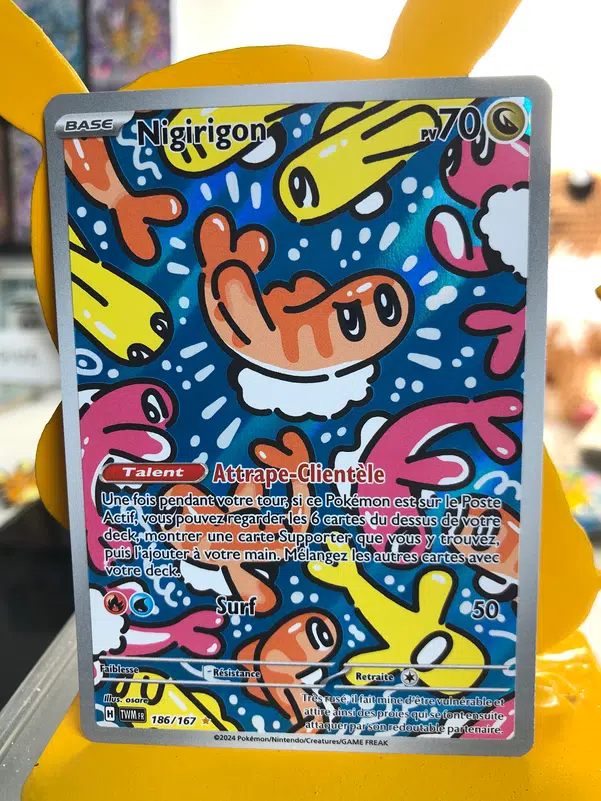 BASE Nigirigon PV 70
Talent Attrape-Clientèle
Une fois pendant votre tour, si ce Pokémon est sur le Poste
Actif, vous pouvez regarder les 6 cartes du dessus de votre
deck, montrer une carte Supporter que vous y trouvez,
puis l'ajouter à votre main. Mélangez les autres cartes avec
votre deck.
Surf 50
Faiblesse Résistance Retraite
Illus. osare
H TWM FR 186/167
Très rusé, il feint d'être vulnérable et
attire ainsi des proies qui se font ensuite
attaquer par son redoutable partenaire.
©2024 Pokémon/Nintendo/Creatures/GAME FREAK